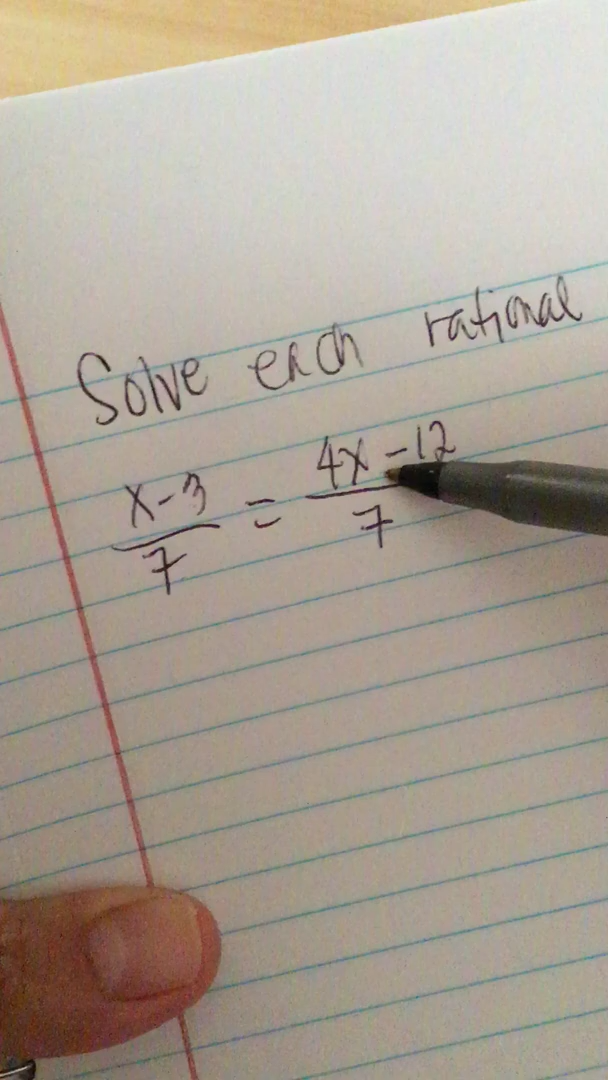 Solve each rational
x-3/7 = 4x-12/7